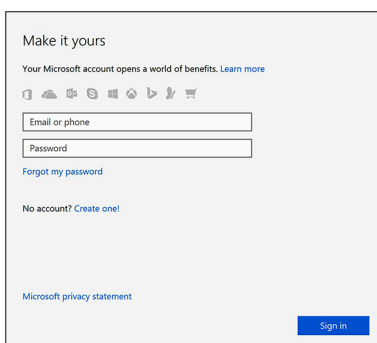 Make it yours
Your Microsoft account opens a world of benefits. Learn more
Email or phone
Password
Forgot my password
No account? Create one!
Microsoft privacy statement
Sign in